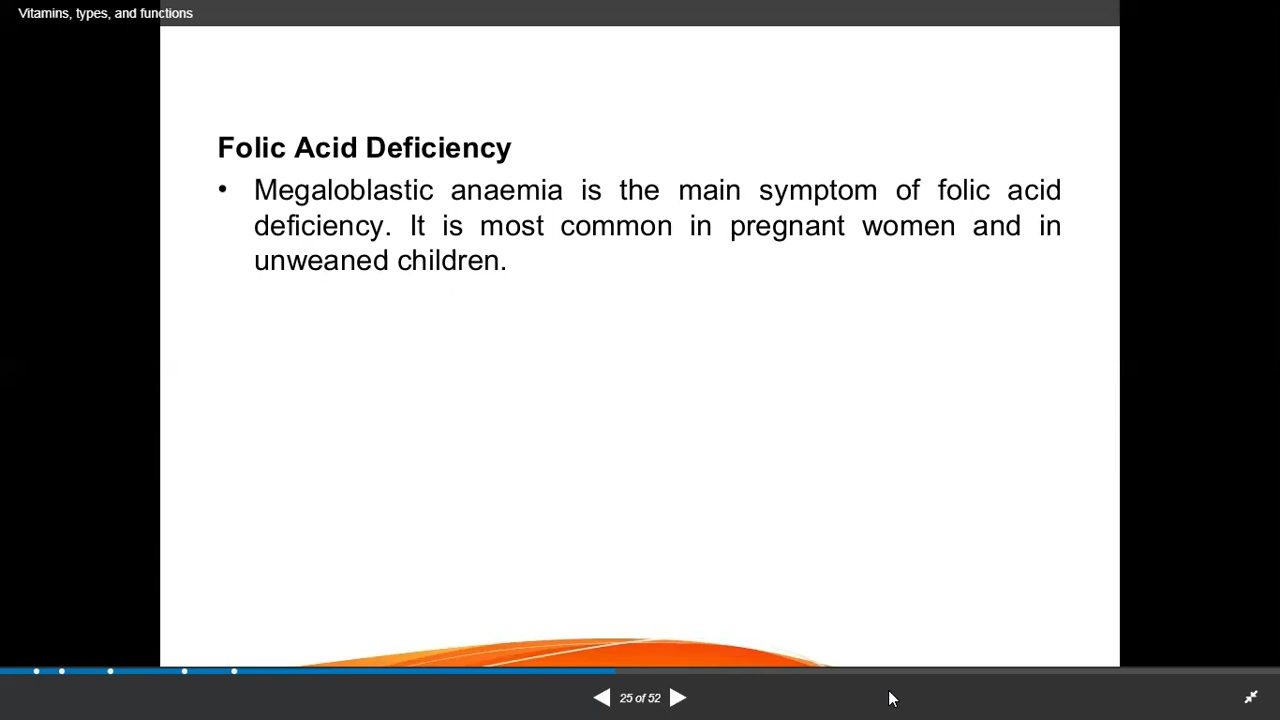 Vitamins, types, and functions
Folic Acid Deficiency
• Megaloblastic anaemia is the main symptom of folic acid
deficiency. It is most common in pregnant women and in
unweaned children.
25 of 52